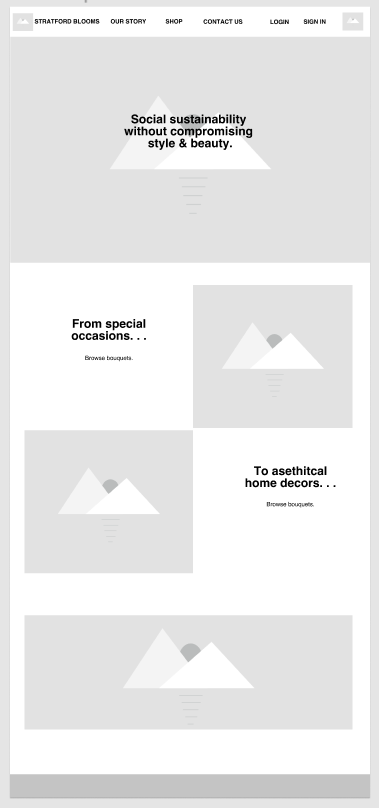 STRATFORD BLOOMS OUR STORY SHOP CONTACT US LOGIN SIGN IN
Social sustainability
without compromising
style & beauty.
From special
occasions. . .
Browse bouquets.
To asethitcal
home decors. . .
Browse bouquets.